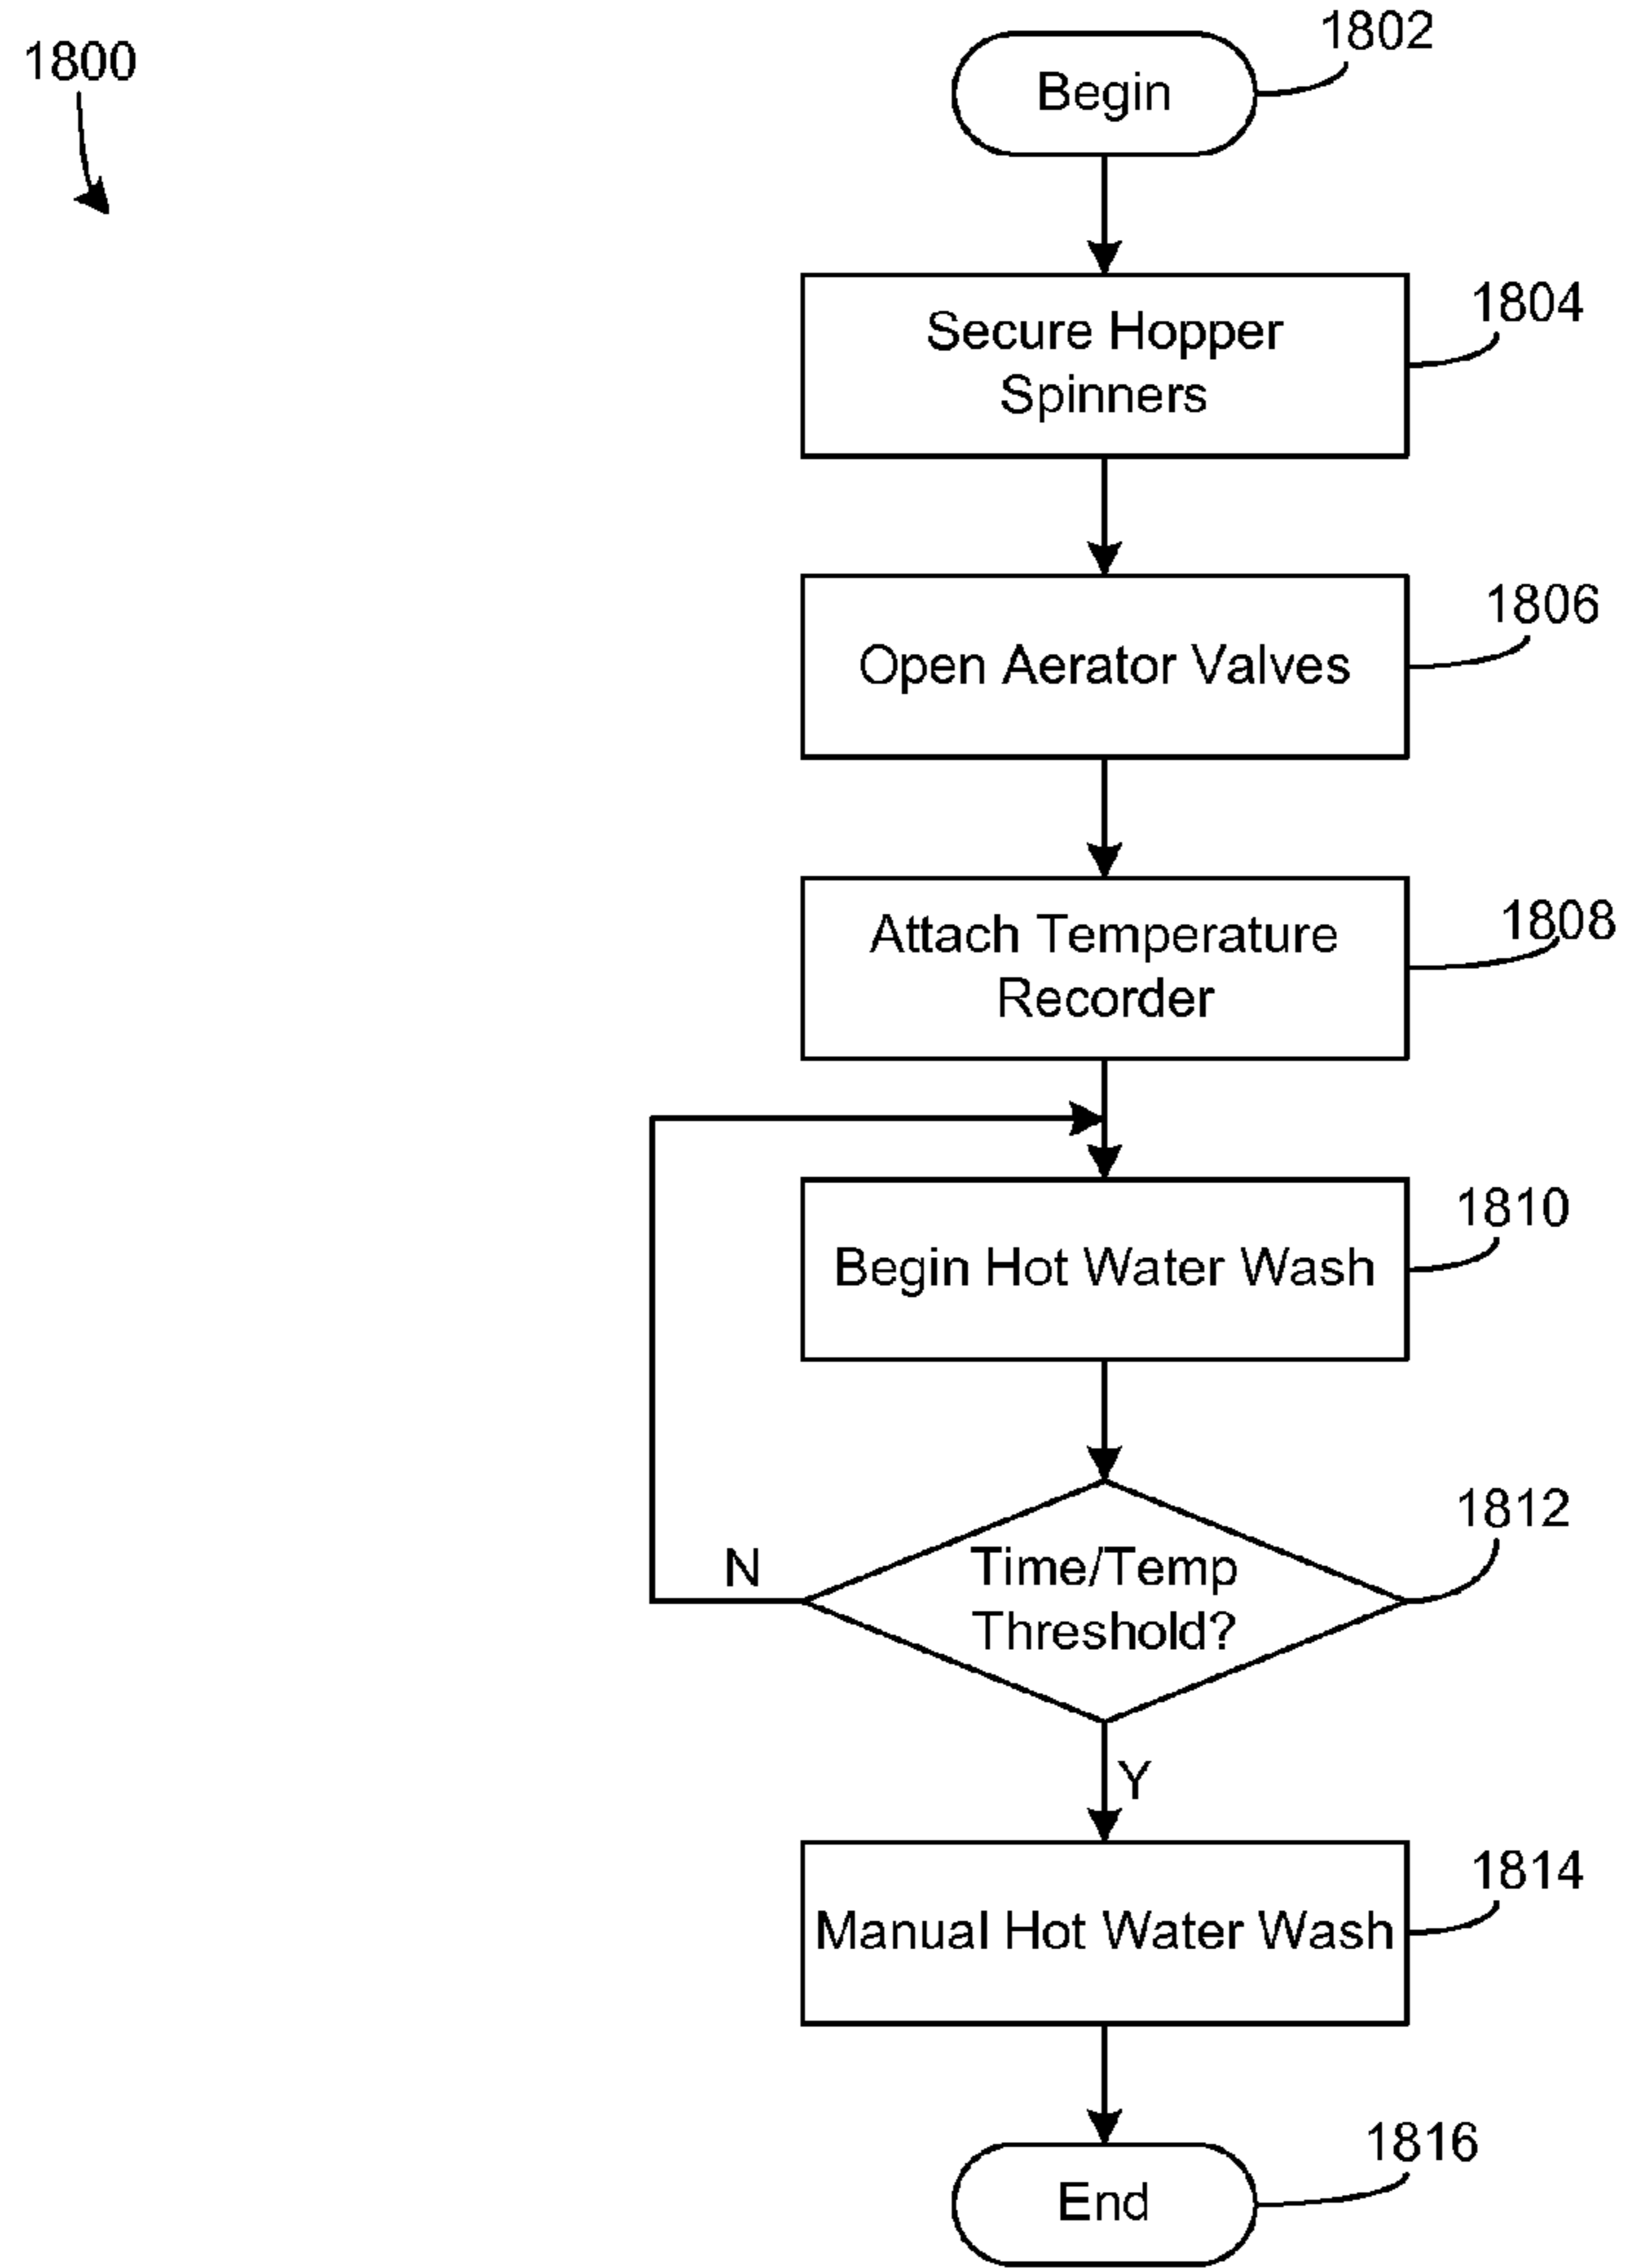 1800
1802
Begin
1804
Secure Hopper
Spinners
1806
Open Aerator Valves
1808
Attach Temperature
Recorder
1810
Begin Hot Water Wash
1812
N
Time/Temp
Threshold?
Y
1814
Manual Hot Water Wash
1816
End